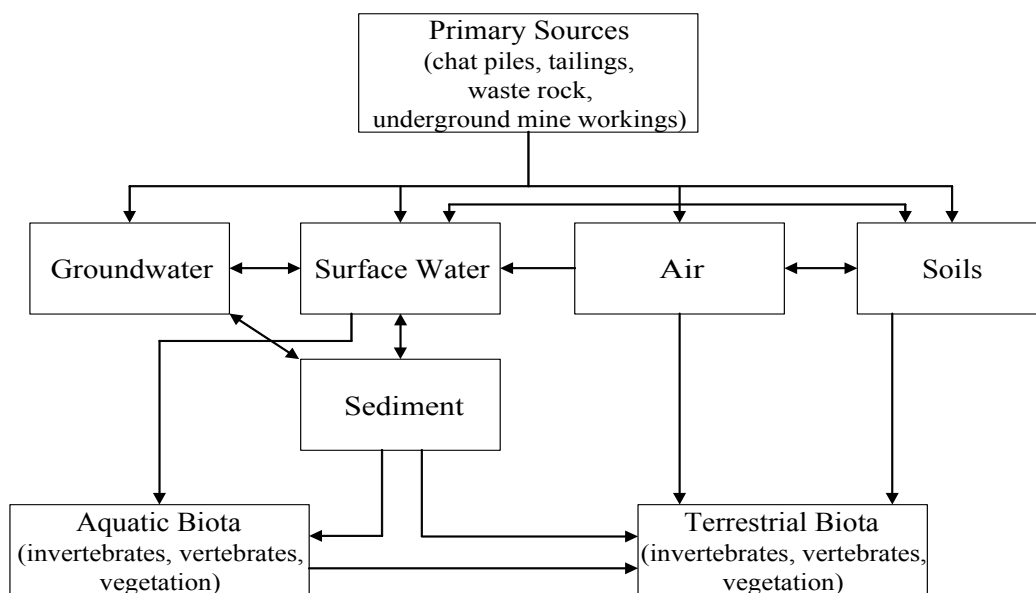 Primary Sources
(chat piles, tailings,
waste rock,
underground mine workings)
Groundwater
Surface Water
Air
Soils
Sediment
Aquatic Biota
(invertebrates, vertebrates,
vegetation)
Terrestrial Biota
(invertebrates, vertebrates,
vegetation)